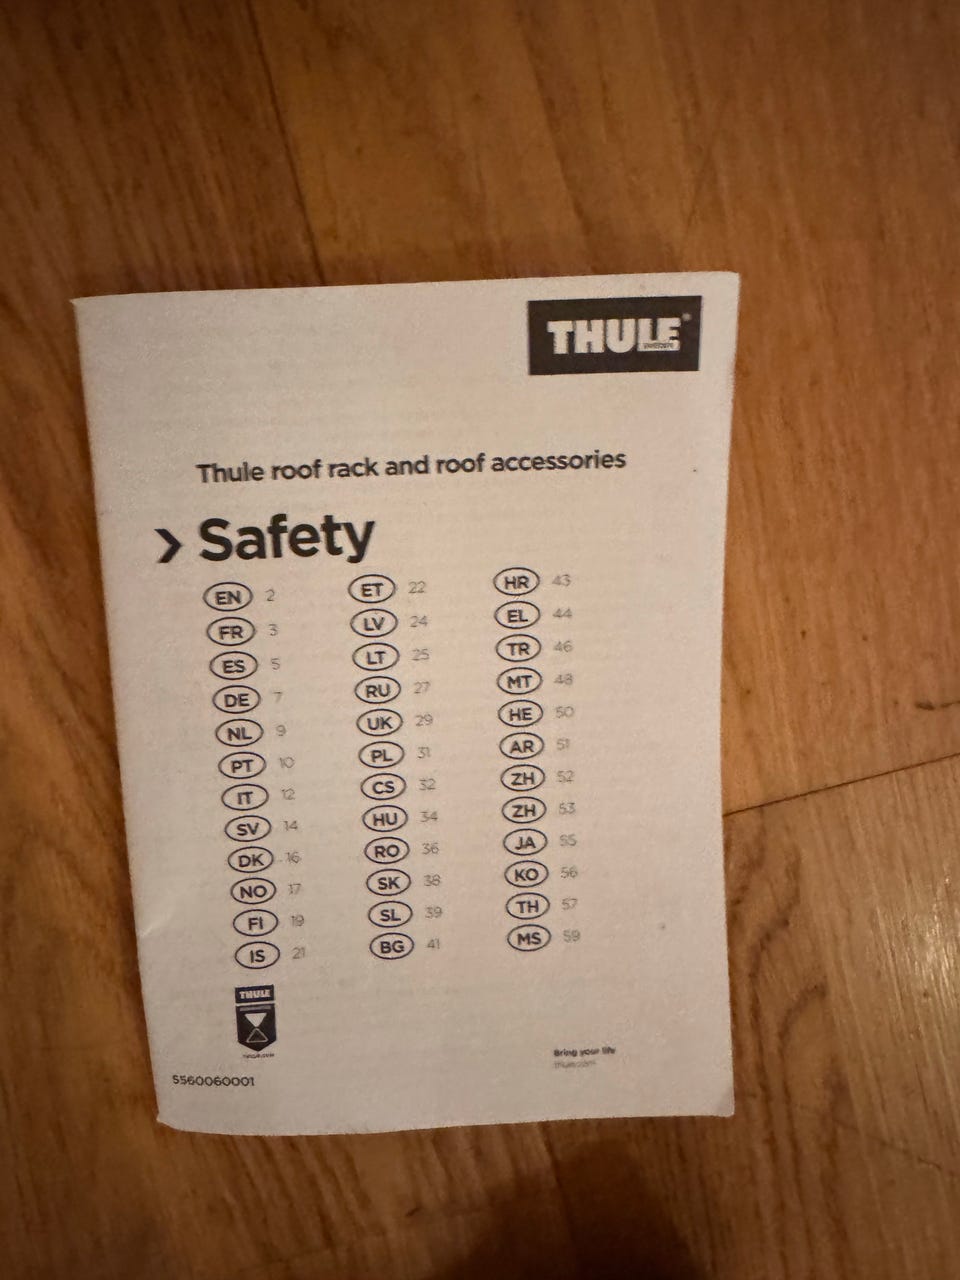 THULE®
SWEDEN
Thule roof rack and roof accessories
› Safety
EN 2
FR 3
ES 5
DE 7
NL 9
PT 10
IT 12
SV 14
DK 16
NO 17
FI 19
IS 21
ET 22
LV 24
LT 25
RU 27
UK 29
PL 31
CS 32
HU 34
RO 36
SK 38
SL 39
BG 41
HR 43
EL 44
TR 46
MT 48
HE 50
AR 51
ZH 52
ZH 53
JA 55
KO 56
TH 57
MS 59
THULE
Bring your life
thule.com
5560060001